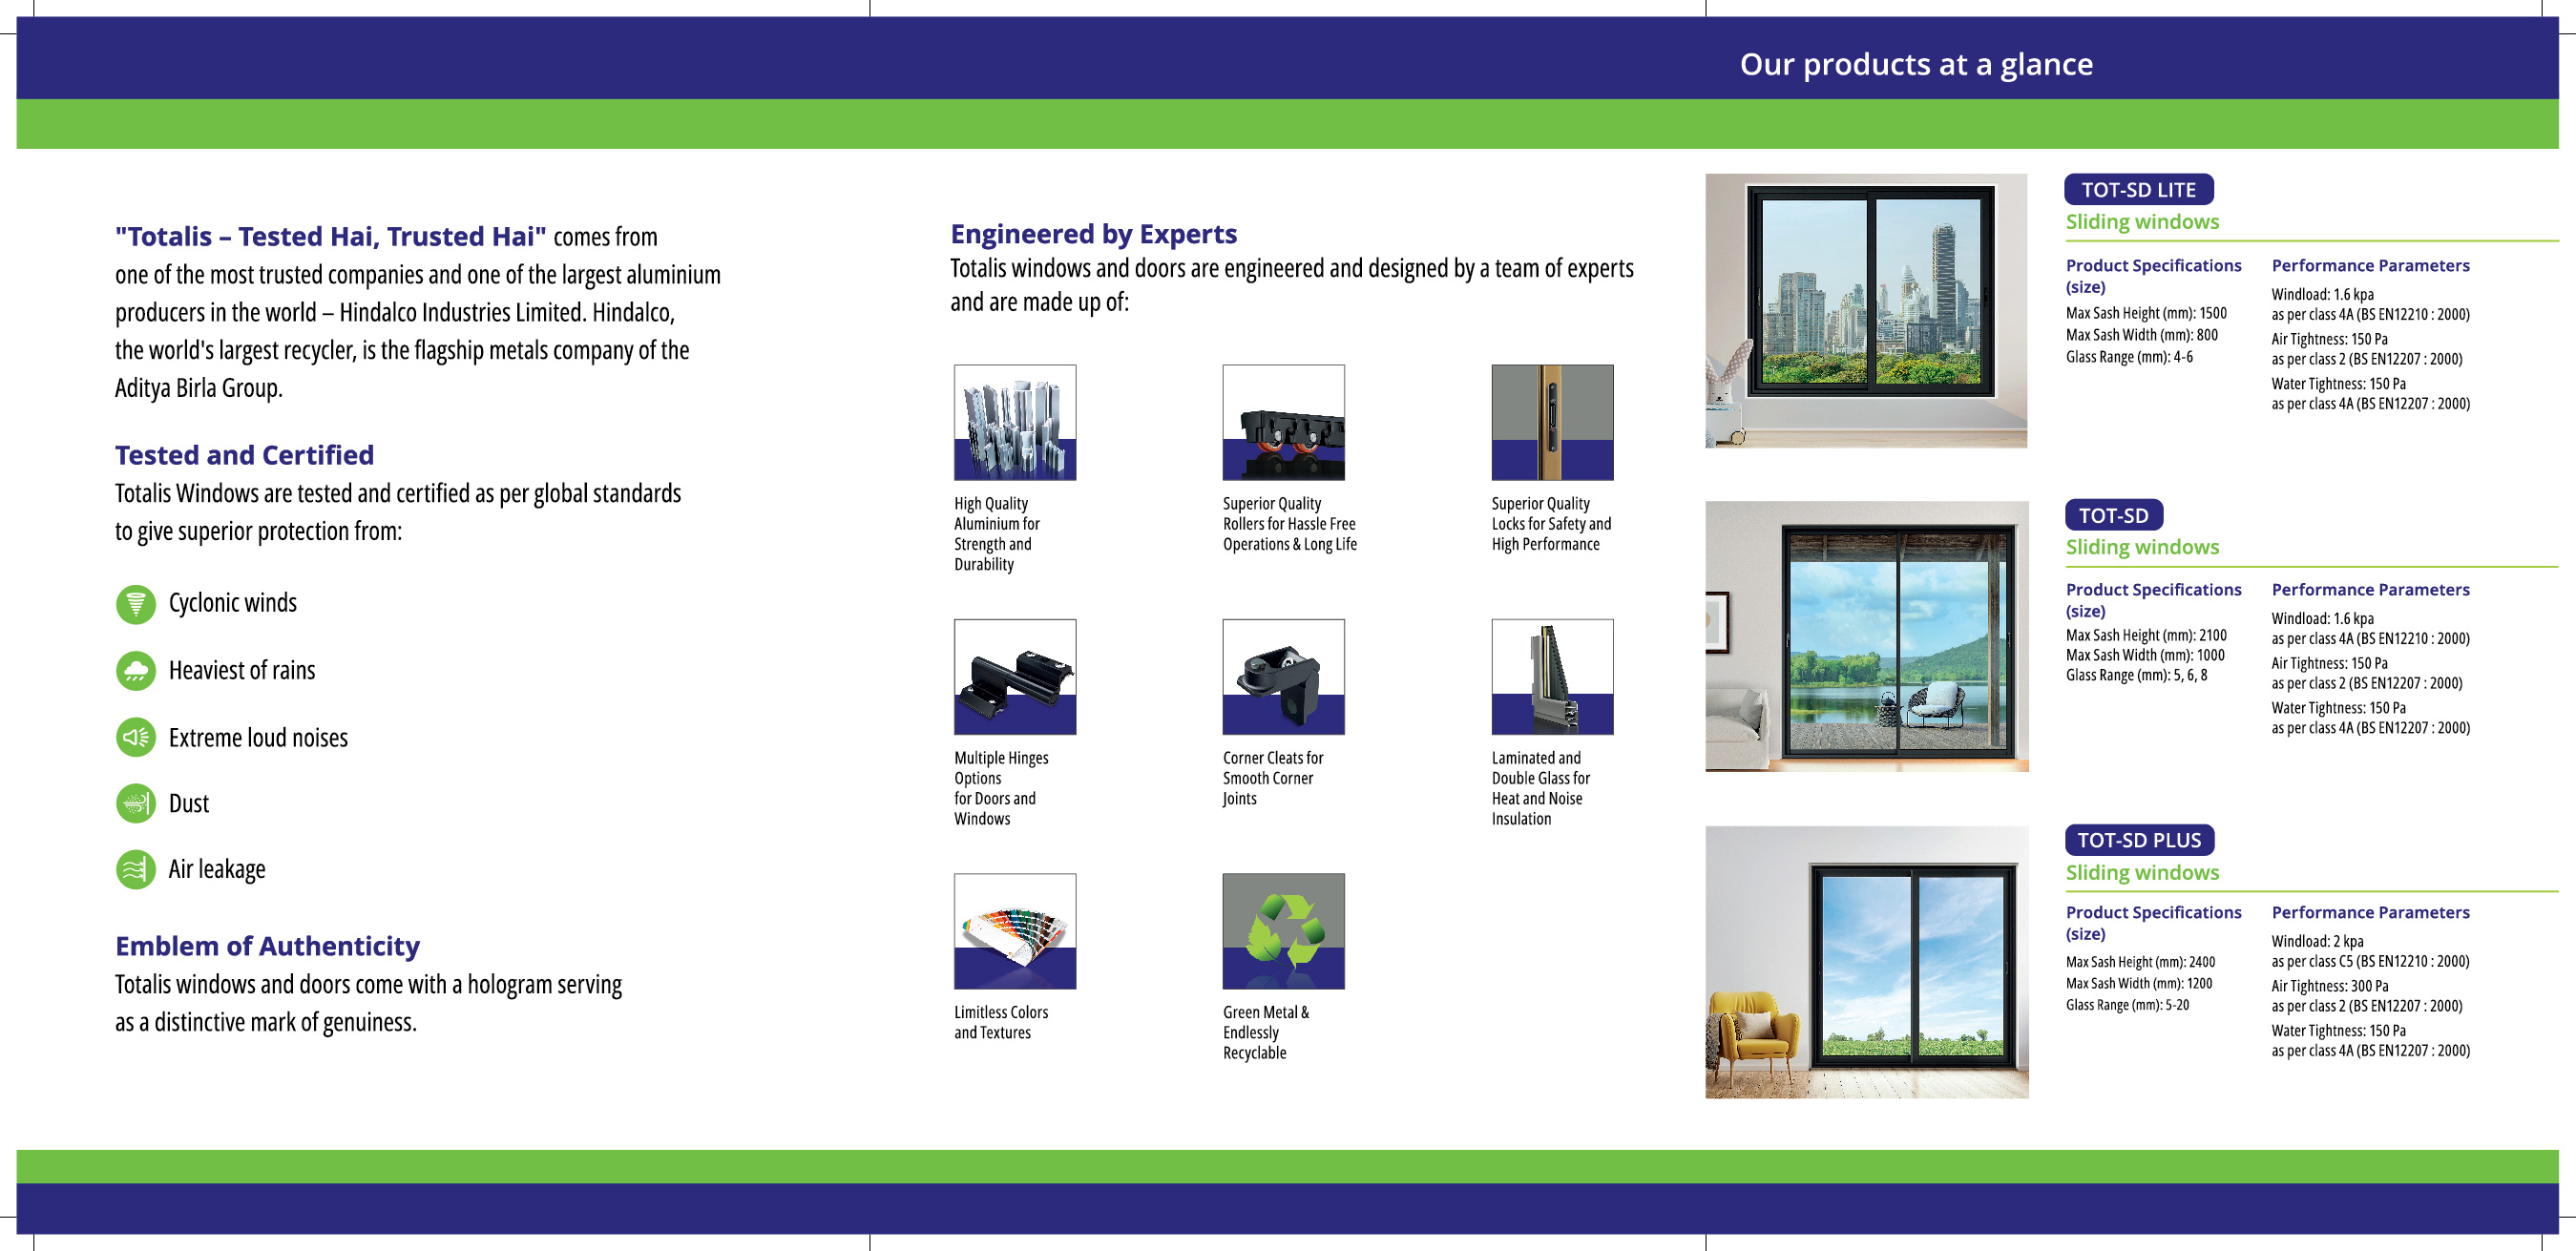 Our products at a glance
"Totalis – Tested Hai, Trusted Hai" comes from
one of the most trusted companies and one of the largest aluminium
producers in the world – Hindalco Industries Limited. Hindalco,
the world's largest recycler, is the flagship metals company of the
Aditya Birla Group.
Tested and Certified
Totalis Windows are tested and certified as per global standards
to give superior protection from:
Cyclonic winds
Heaviest of rains
Extreme loud noises
Dust
Air leakage
Emblem of Authenticity
Totalis windows and doors come with a hologram serving
as a distinctive mark of genuiness.
Engineered by Experts
Totalis windows and doors are engineered and designed by a team of experts
and are made up of:
High Quality
Aluminium for
Strength and
Durability
Superior Quality
Rollers for Hassle Free
Operations & Long Life
Superior Quality
Locks for Safety and
High Performance
Multiple Hinges
Options
for Doors and
Windows
Corner Cleats for
Smooth Corner
Joints
Laminated and
Double Glass for
Heat and Noise
Insulation
Limitless Colors
and Textures
Green Metal &
Endlessly
Recyclable
TOT-SD LITE
Sliding windows
Product Specifications
(size)
Max Sash Height (mm): 1500
Max Sash Width (mm): 800
Glass Range (mm): 4-6
Performance Parameters
Windload: 1.6 kpa
as per class 4A (BS EN12210 : 2000)
Air Tightness: 150 Pa
as per class 2 (BS EN12207 : 2000)
Water Tightness: 150 Pa
as per class 4A (BS EN12207 : 2000)
TOT-SD
Sliding windows
Product Specifications
(size)
Max Sash Height (mm): 2100
Max Sash Width (mm): 1000
Glass Range (mm): 5, 6, 8
Performance Parameters
Windload: 1.6 kpa
as per class 4A (BS EN12210 : 2000)
Air Tightness: 150 Pa
as per class 2 (BS EN12207 : 2000)
Water Tightness: 150 Pa
as per class 4A (BS EN12207 : 2000)
TOT-SD PLUS
Sliding windows
Product Specifications
(size)
Max Sash Height (mm): 2400
Max Sash Width (mm): 1200
Glass Range (mm): 5-20
Performance Parameters
Windload: 2 kpa
as per class C5 (BS EN12210 : 2000)
Air Tightness: 300 Pa
as per class 2 (BS EN12207 : 2000)
Water Tightness: 150 Pa
as per class 4A (BS EN12207 : 2000)